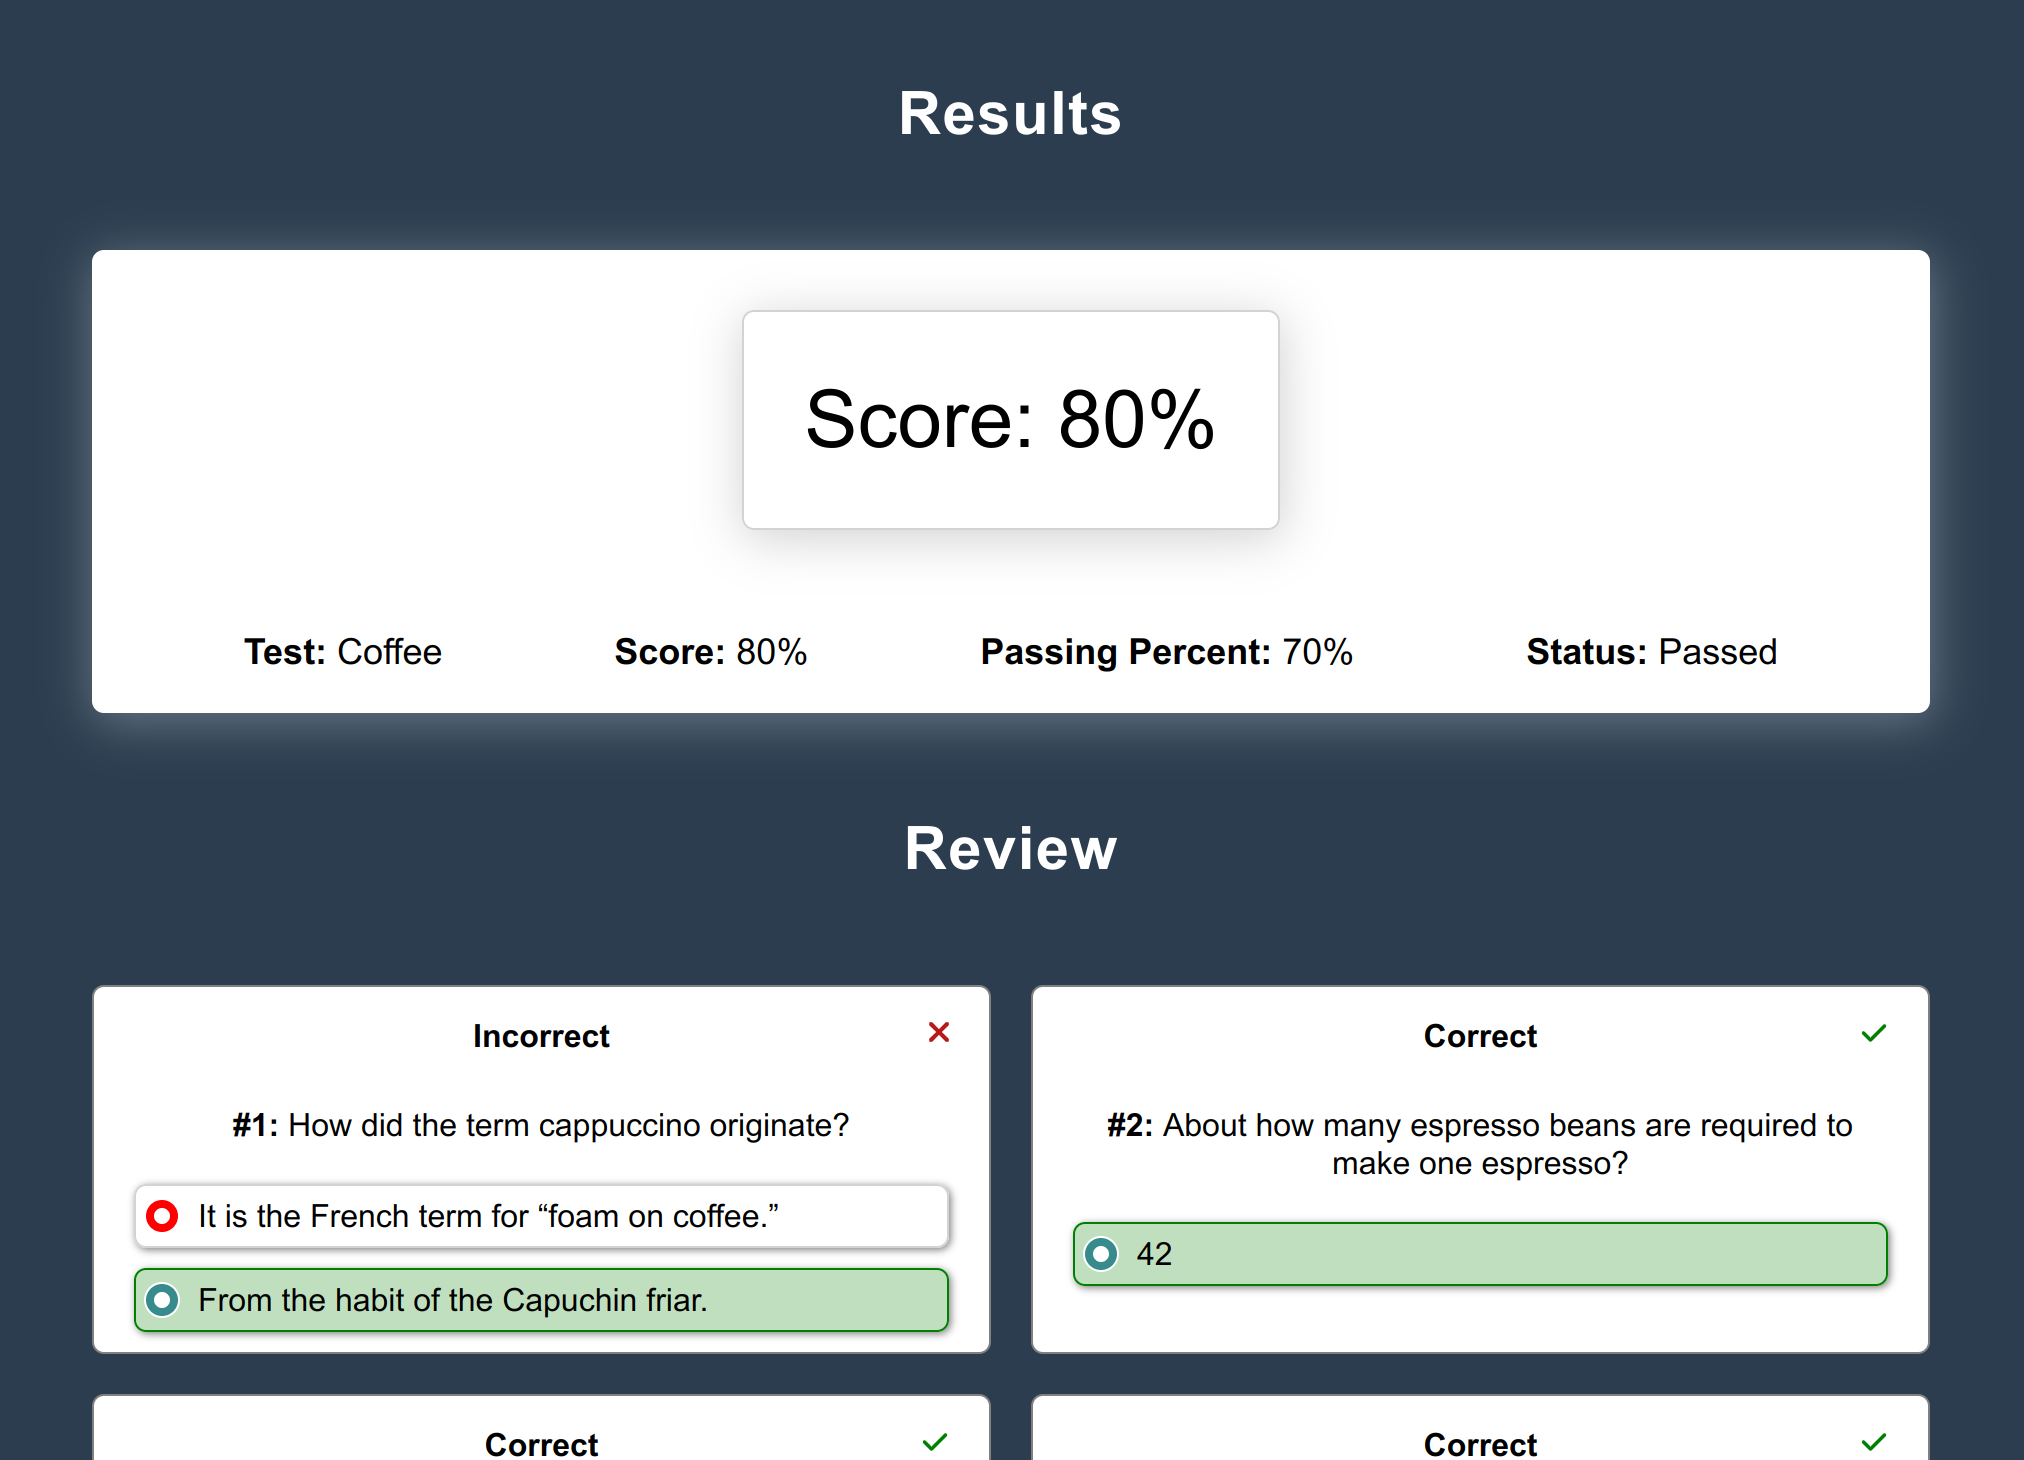 Results
Score: 80%
Test: Coffee
Score: 80%
Passing Percent: 70%
Status: Passed
Review
Incorrect
#1: How did the term cappuccino originate?
It is the French term for “foam on coffee.”
From the habit of the Capuchin friar.
Correct
#2: About how many espresso beans are required to
make one espresso?
42
Correct
Correct